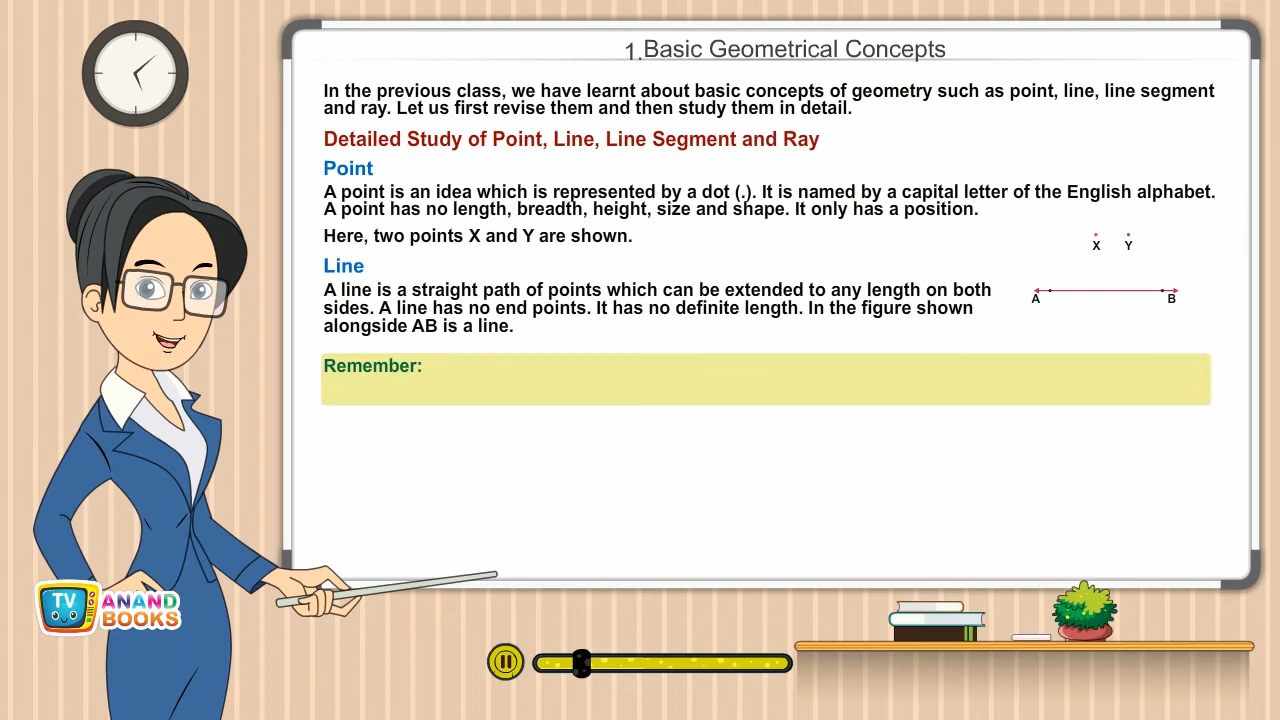 1.Basic Geometrical Concepts
In the previous class, we have learnt about basic concepts of geometry such as point, line, line segment
and ray. Let us first revise them and then study them in detail.
Detailed Study of Point, Line, Line Segment and Ray
Point
A point is an idea which is represented by a dot (.). It is named by a capital letter of the English alphabet.
A point has no length, breadth, height, size and shape. It only has a position.
Here, two points X and Y are shown.
X Y
Line
A line is a straight path of points which can be extended to any length on both
sides. A line has no end points. It has no definite length. In the figure shown
alongside AB is a line.
A B
Remember:
TV
ANAND
BOOKS